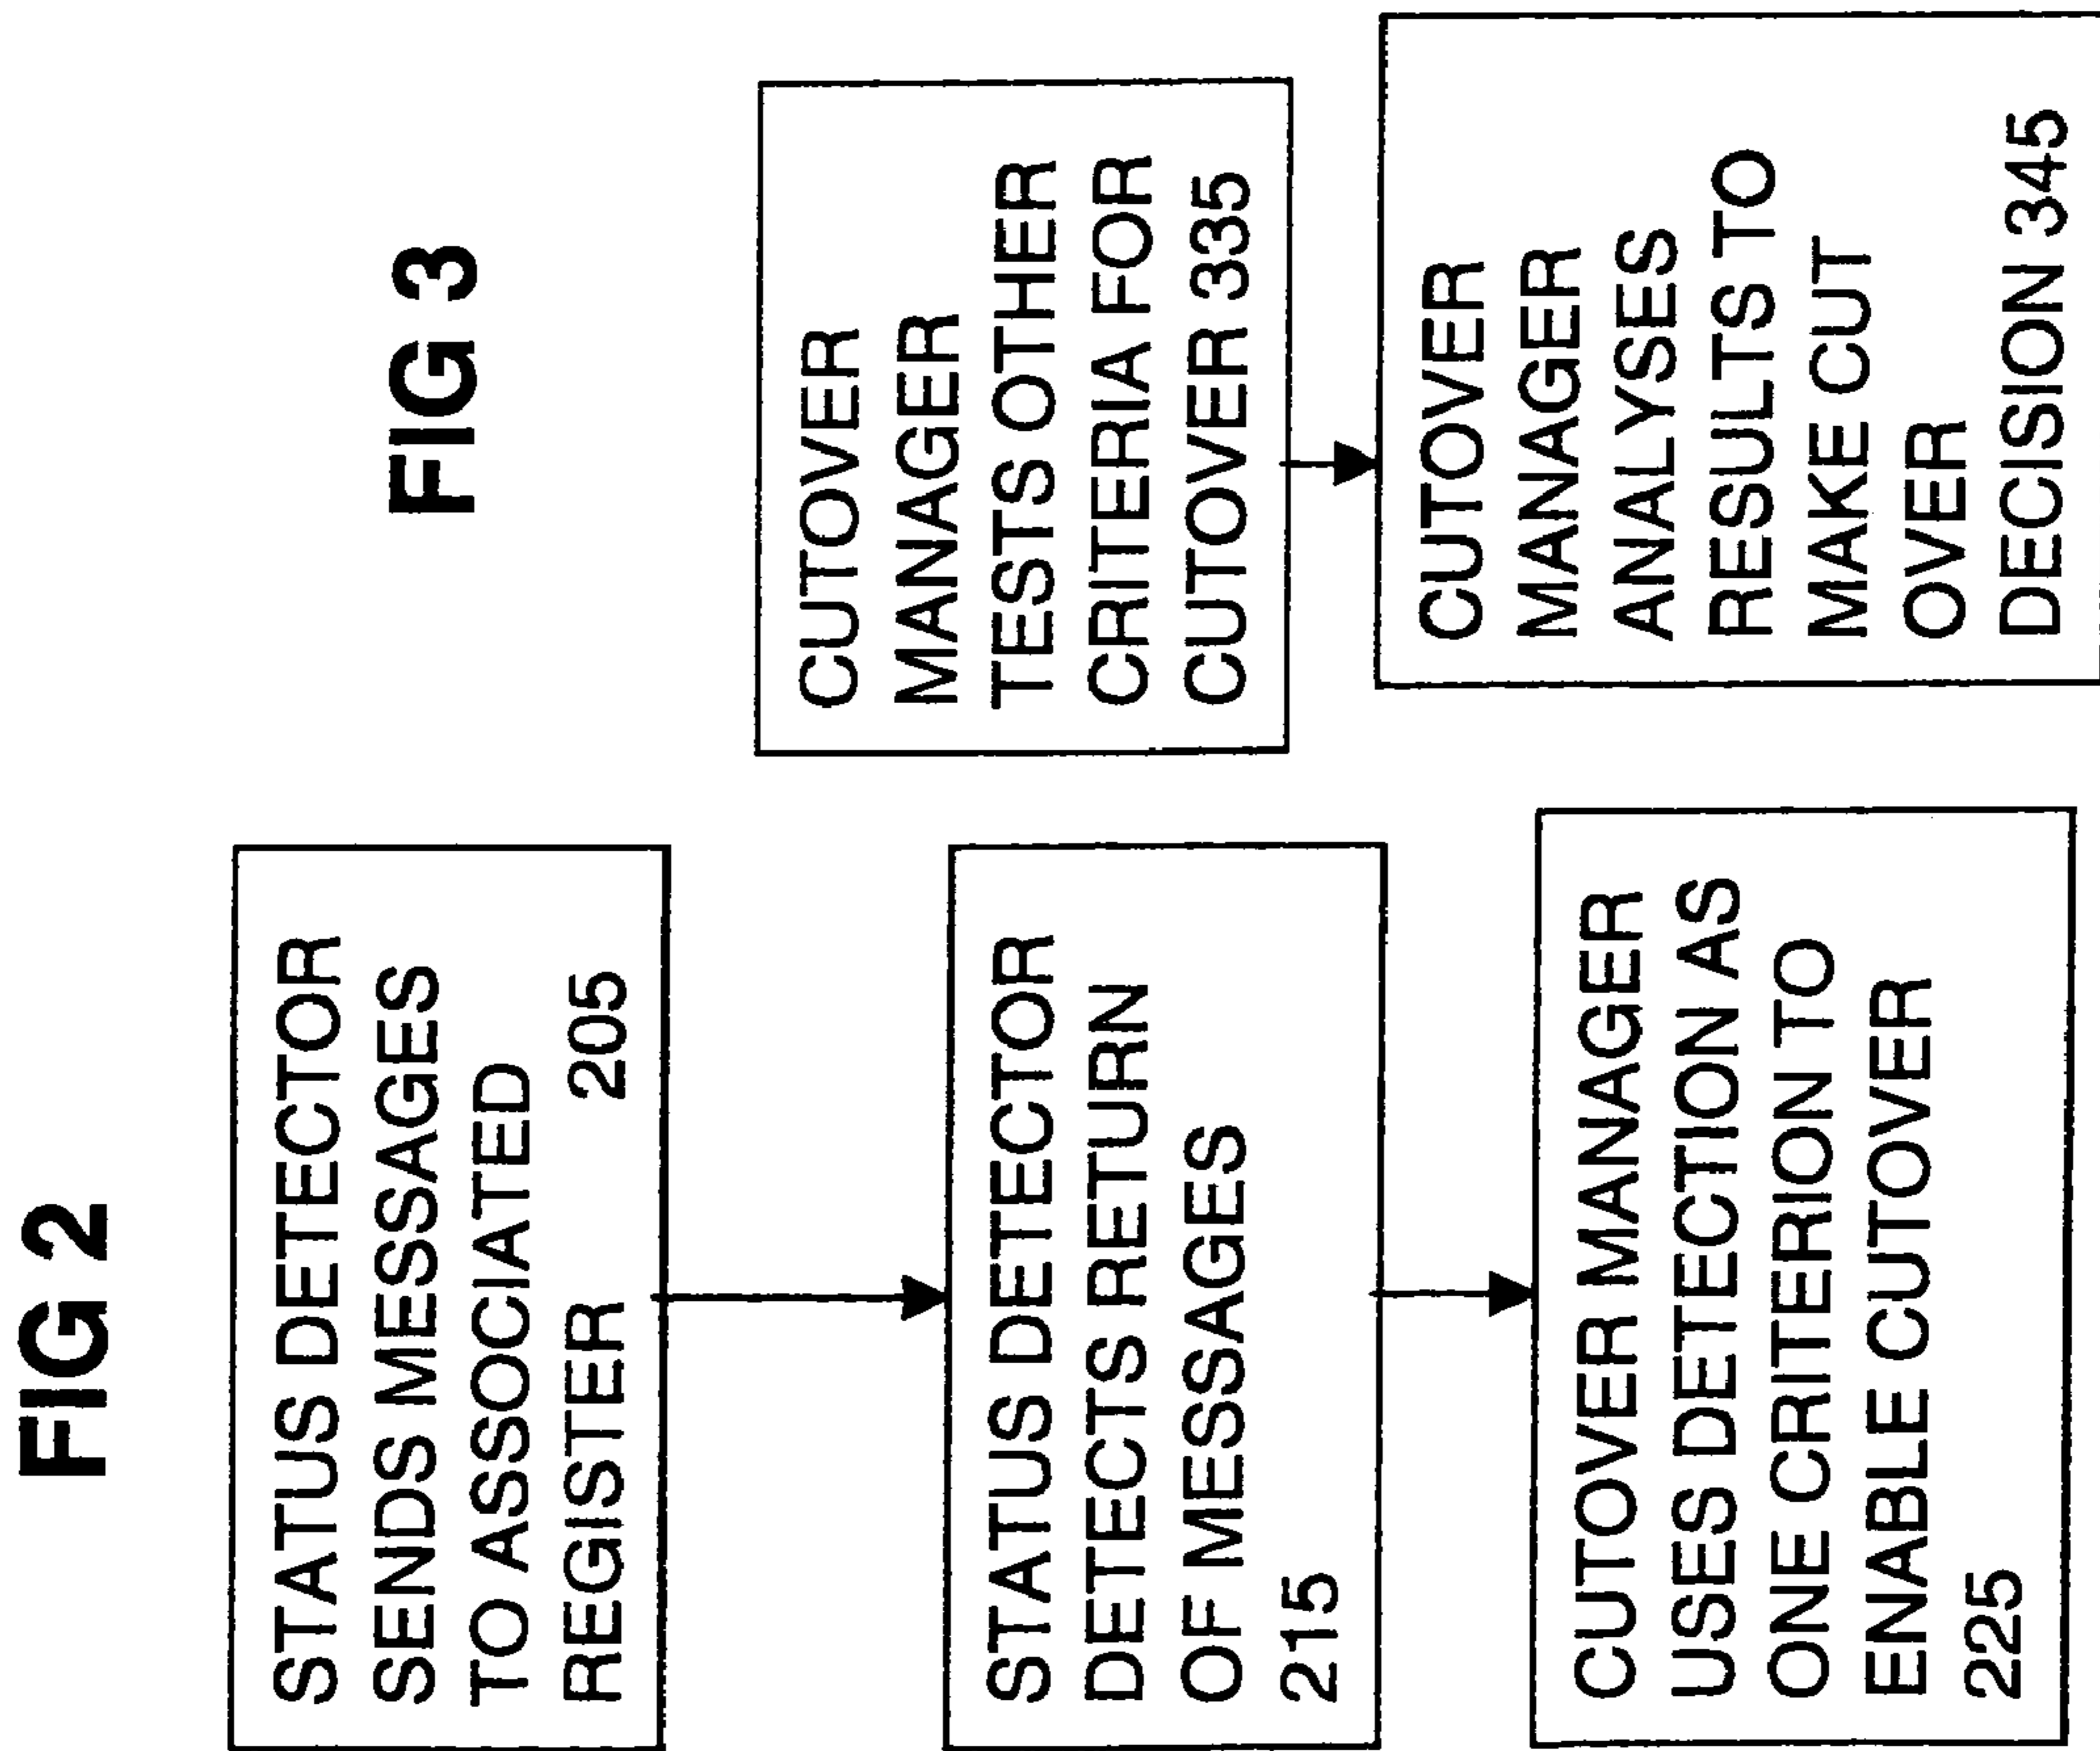 FIG 2
STATUS DETECTOR
SENDS MESSAGES
TO ASSOCIATED
REGISTER 205
STATUS DETECTOR
DETECTS RETURN
OF MESSAGES
215
CUTOVER MANAGER
USES DETECTION AS
ONE CRITERION TO
ENABLE CUTOVER
225
FIG 3
CUTOVER
MANAGER
TESTS OTHER
CRITERIA FOR
CUTOVER 335
CUTOVER
MANAGER
ANALYSES
RESULTS TO
MAKE CUT
OVER
DECISION 345